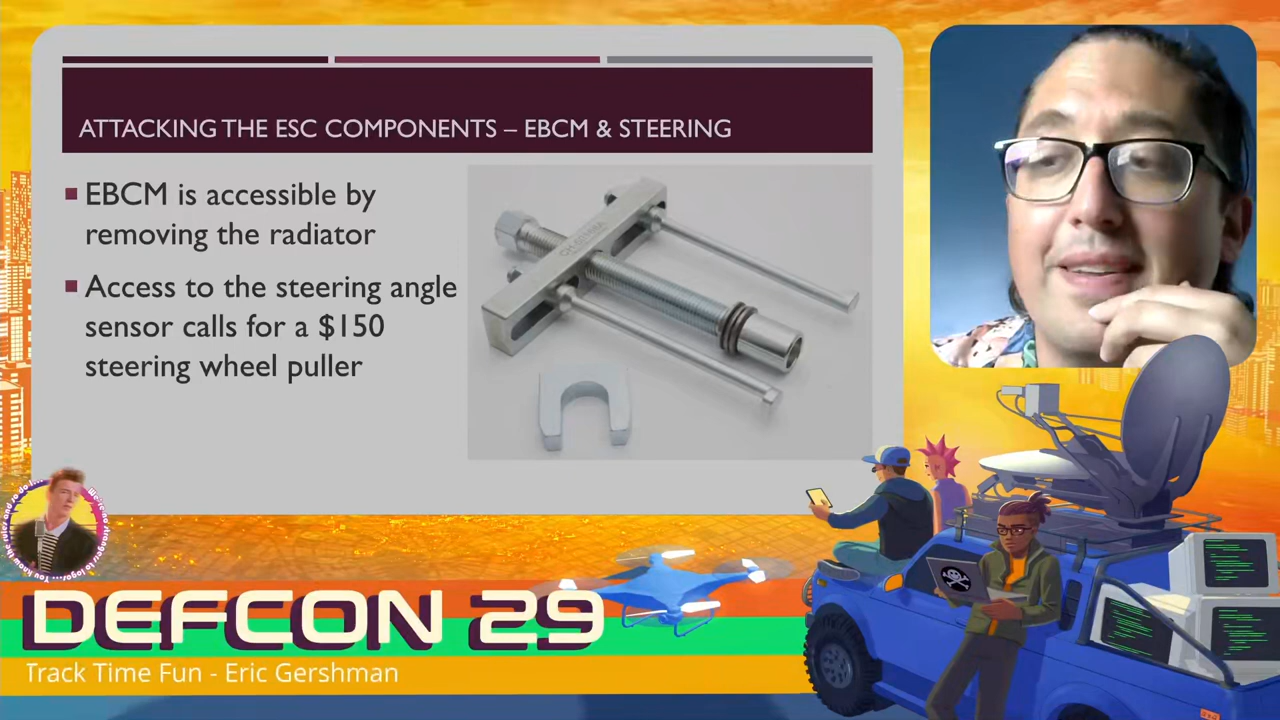 ATTACKING THE ESC COMPONENTS – EBCM & STEERING
■ EBCM is accessible by
removing the radiator
■ Access to the steering angle
sensor calls for a $150
steering wheel puller
DEFCON 29
Track Time Fun - Eric Gershman